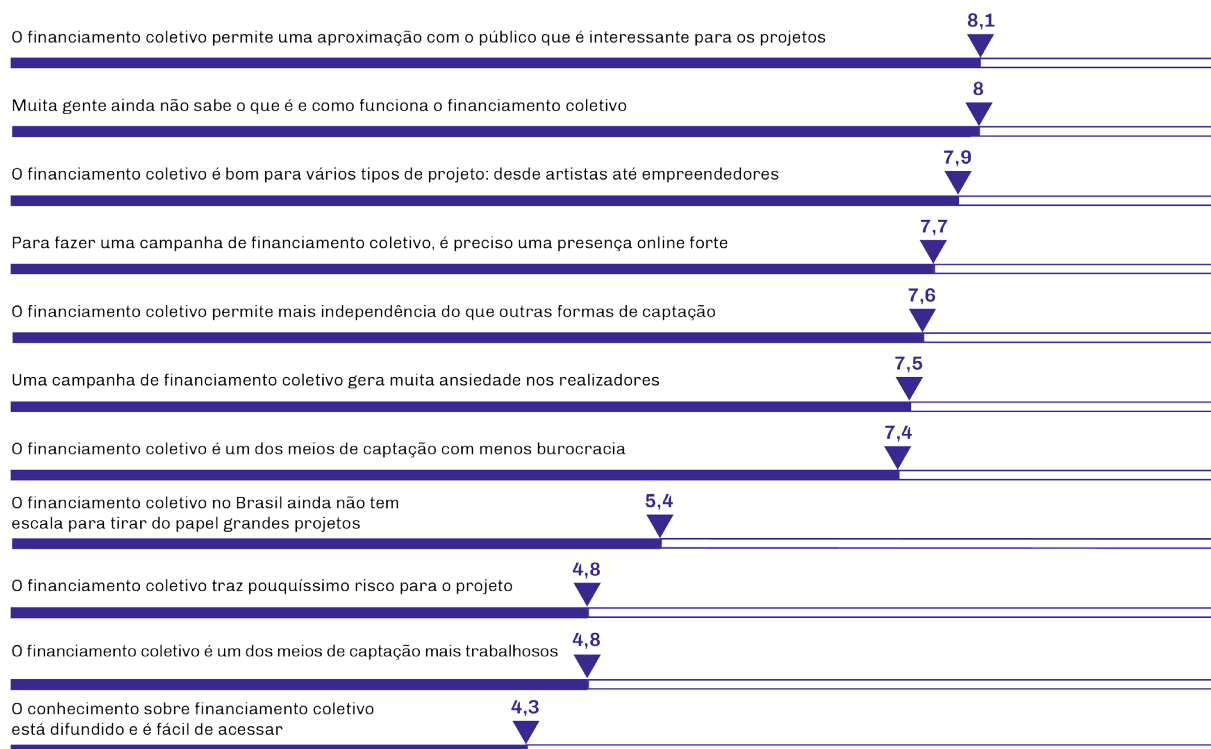 8,1
O financiamento coletivo permite uma aproximação com o público que é interessante para os projetos
8
Muita gente ainda não sabe o que é e como funciona o financiamento coletivo
7,9
O financiamento coletivo é bom para vários tipos de projeto: desde artistas até empreendedores
7,7
Para fazer uma campanha de financiamento coletivo, é preciso uma presença online forte
7,6
O financiamento coletivo permite mais independência do que outras formas de captação
7,5
Uma campanha de financiamento coletivo gera muita ansiedade nos realizadores
7,4
O financiamento coletivo é um dos meios de captação com menos burocracia
5,4
O financiamento coletivo no Brasil ainda não tem
escala para tirar do papel grandes projetos
4,8
O financiamento coletivo traz pouquíssimo risco para o projeto
4,8
O financiamento coletivo é um dos meios de captação mais trabalhosos
4,3
O conhecimento sobre financiamento coletivo
está difundido e é fácil de acessar